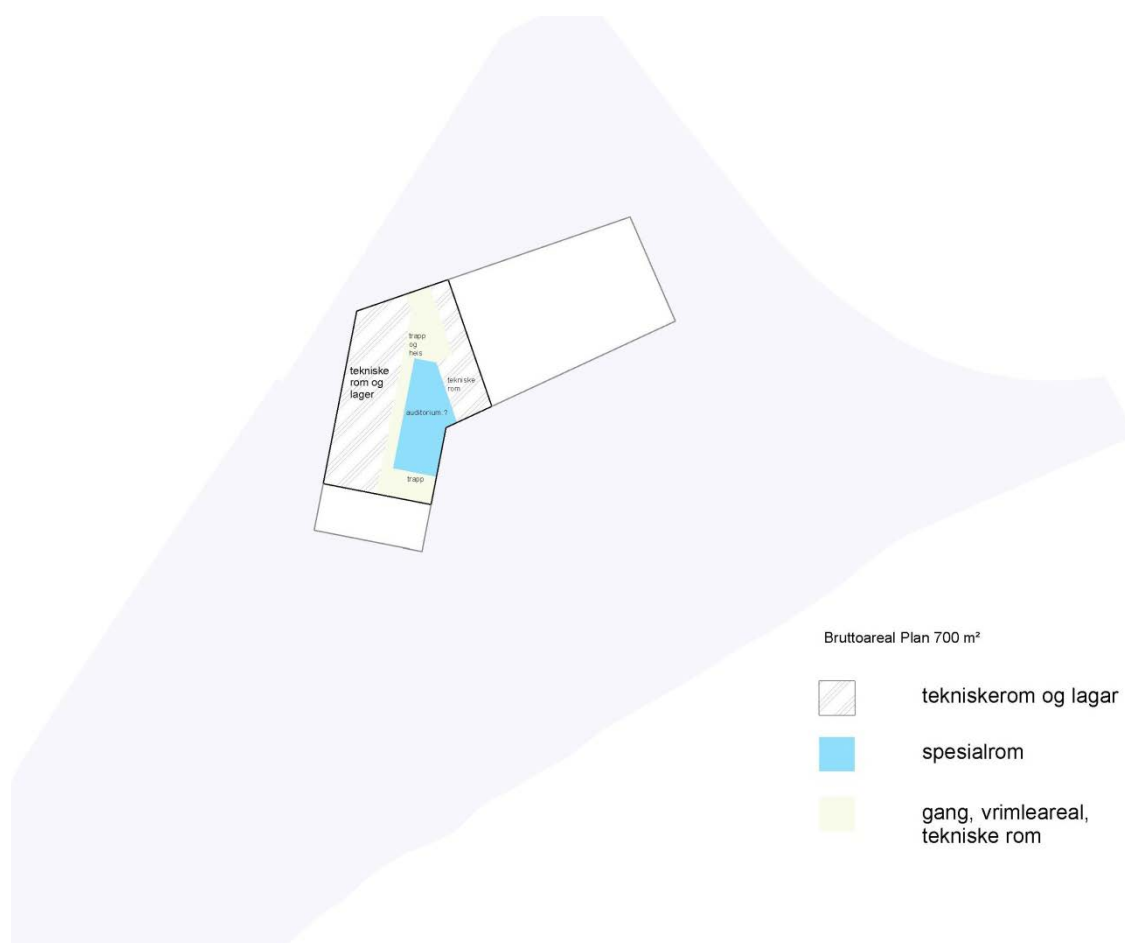 trapp
og
heis
tekniske
rom og
lager
tekniske
rom
auditorium ?
trapp
Bruttoareal Plan 700 m²
tekniskerom og lagar
spesialrom
gang, vrimleareal,
tekniske rom